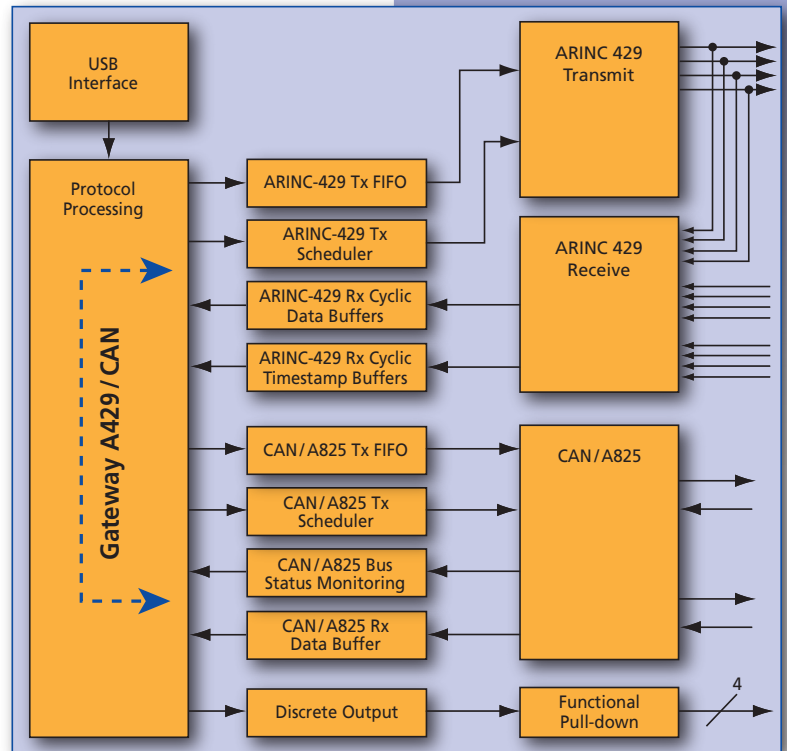 USB
Interface
Protocol
Processing
Gateway A429/CAN
ARINC-429 Tx FIFO
ARINC-429 Tx
Scheduler
ARINC-429 Rx Cyclic
Data Buffers
ARINC-429 Rx Cyclic
Timestamp Buffers
CAN/A825 Tx FIFO
CAN/A825 Tx
Scheduler
CAN/A825 Bus
Status Monitoring
CAN/A825 Rx
Data Buffer
Discrete Output
ARINC 429
Transmit
ARINC 429
Receive
CAN/A825
Functional
Pull-down
4